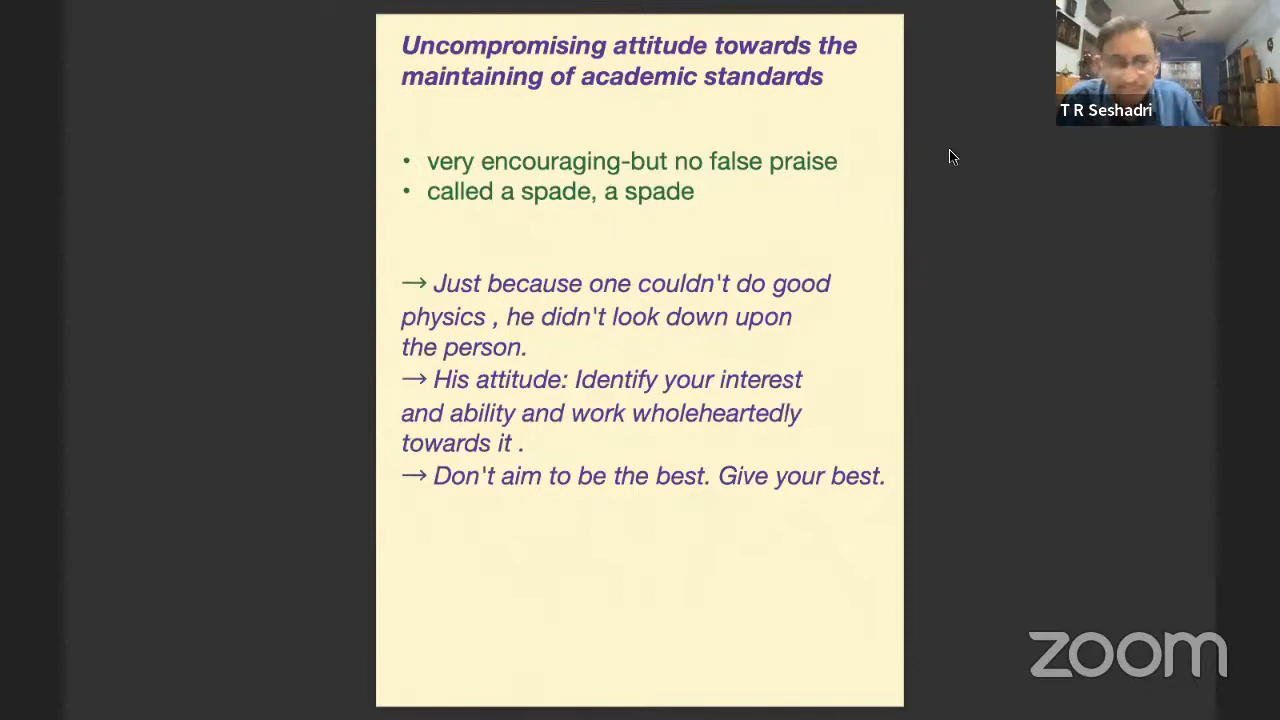 Uncompromising attitude towards the
maintaining of academic standards
• very encouraging-but no false praise
• called a spade, a spade
→ Just because one couldn't do good
physics , he didn't look down upon
the person.
→ His attitude: Identify your interest
and ability and work wholeheartedly
towards it .
→ Don't aim to be the best. Give your best.
T R Seshadri
zoom